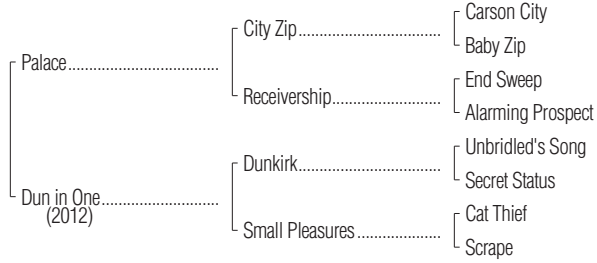 Carson City
City Zip
Baby Zip
Palace
End Sweep
Receivership
Alarming Prospect
Unbridled's Song
Dunkirk
Secret Status
Dun in One
(2012)
Cat Thief
Small Pleasures
Scrape